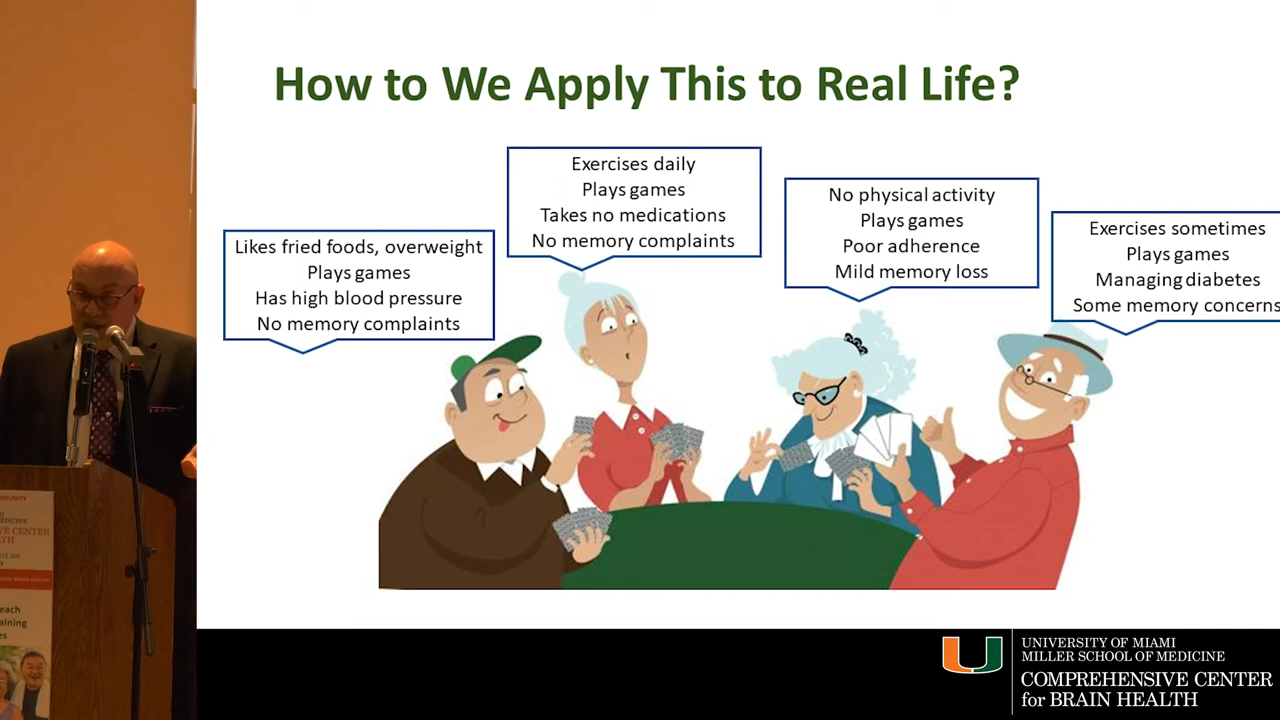 How to We Apply This to Real Life?
Likes fried foods, overweight
Plays games
Has high blood pressure
No memory complaints
Exercises daily
Plays games
Takes no medications
No memory complaints
No physical activity
Plays games
Poor adherence
Mild memory loss
Exercises sometimes
Plays games
Managing diabetes
Some memory concerns
UNIVERSITY OF MIAMI
MILLER SCHOOL OF MEDICINE
COMPREHENSIVE CENTER
for BRAIN HEALTH